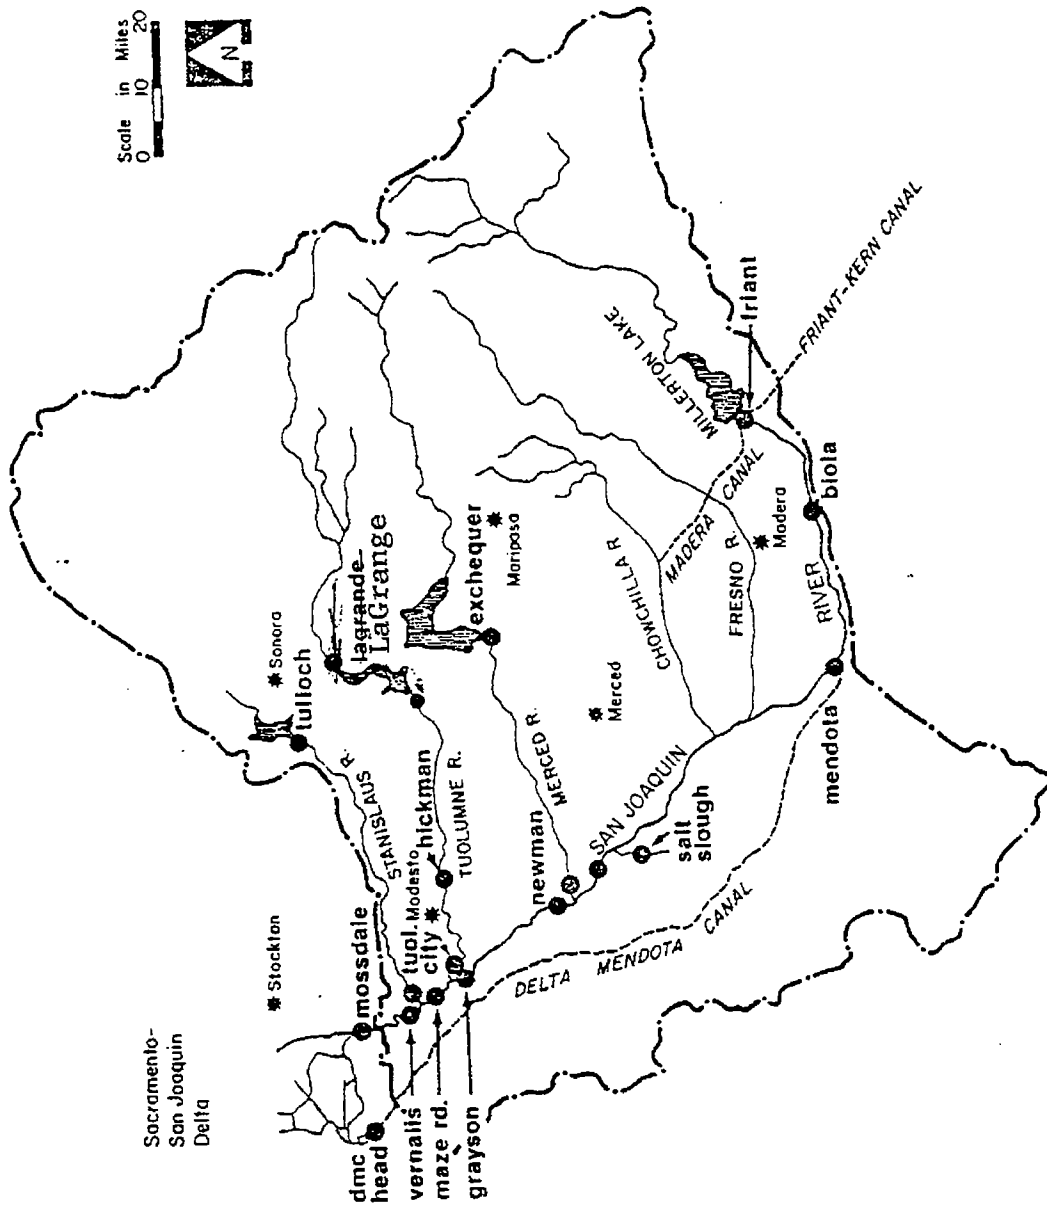 Sacramento-
San Joaquin
Delta
Scale in Miles
0 10 20
N
Stockton
mossdale
dmc
head
vernalis
maze rd.
grayson
tuol.
city
Modesto
hickman
STANISLAUS R.
TUOLUMNE R.
tulloch
Sonora
lagrande
LaGrange
exchequer
Mariposa
MERCED R.
newman
Merced
SAN JOAQUIN
RIVER
salt
slough
DELTA MENDOTA CANAL
mendota
CHOWCHILLA R
FRESNO R.
MADERA CANAL
Madera
biola
MILLERTON LAKE
friant
FRIANT-KERN CANAL